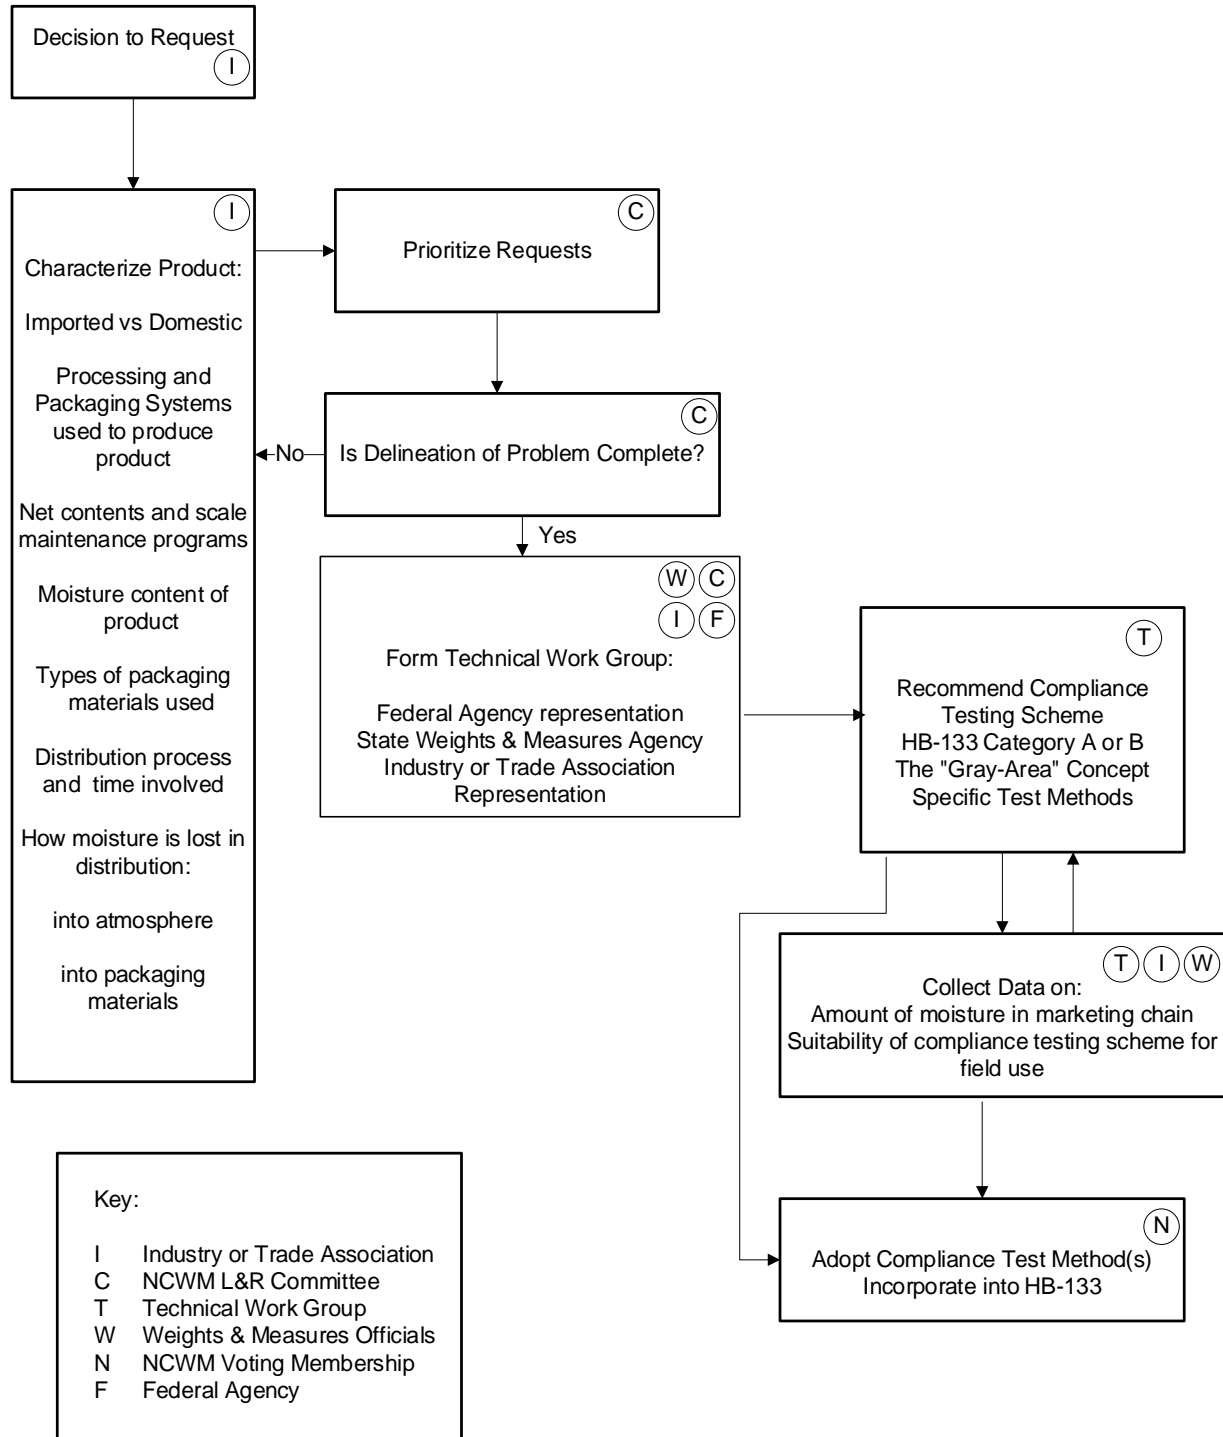 Decision to Request
I
I
Characterize Product:
Imported vs Domestic
Processing and
Packaging Systems
used to produce
product
Net contents and scale
maintenance programs
Moisture content of
product
Types of packaging
materials used
Distribution process
and time involved
How moisture is lost in
distribution:
into atmosphere
into packaging
materials
C
Prioritize Requests
C
Is Delineation of Problem Complete?
No
Yes
W C
I F
Form Technical Work Group:
Federal Agency representation
State Weights & Measures Agency
Industry or Trade Association
Representation
T
Recommend Compliance
Testing Scheme
HB-133 Category A or B
The "Gray-Area" Concept
Specific Test Methods
T I W
Collect Data on:
Amount of moisture in marketing chain
Suitability of compliance testing scheme for
field use
N
Adopt Compliance Test Method(s)
Incorporate into HB-133
Key:
I Industry or Trade Association
C NCWM L&R Committee
T Technical Work Group
W Weights & Measures Officials
N NCWM Voting Membership
F Federal Agency